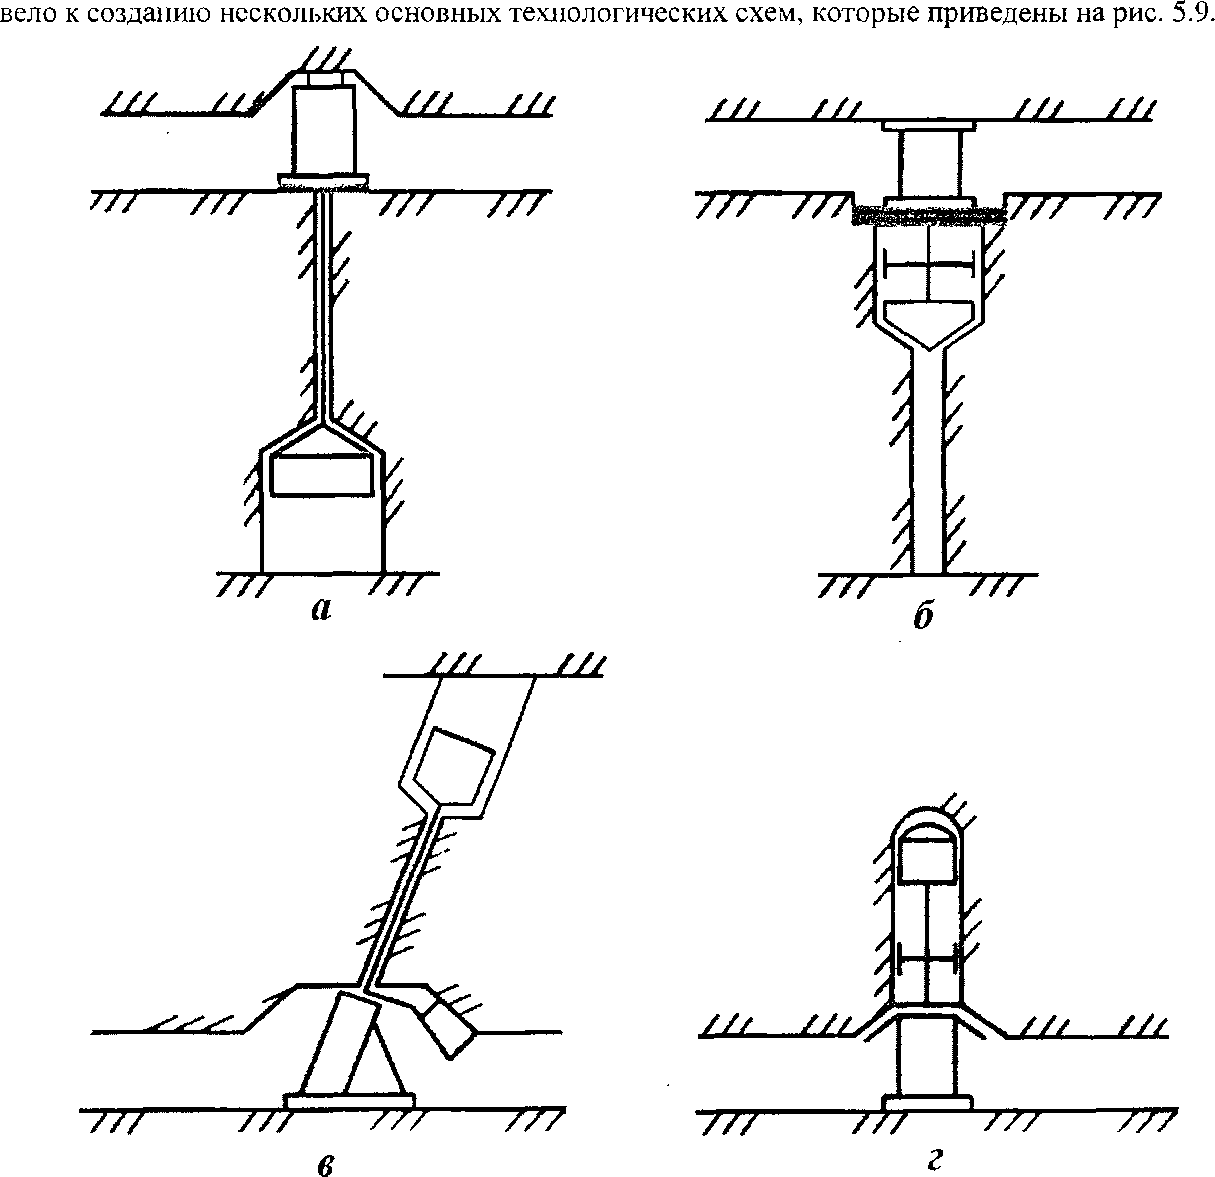 вело к созданию нескольких основных технологических схем, которые приведены на рис. 5.9.
а
б
в
г